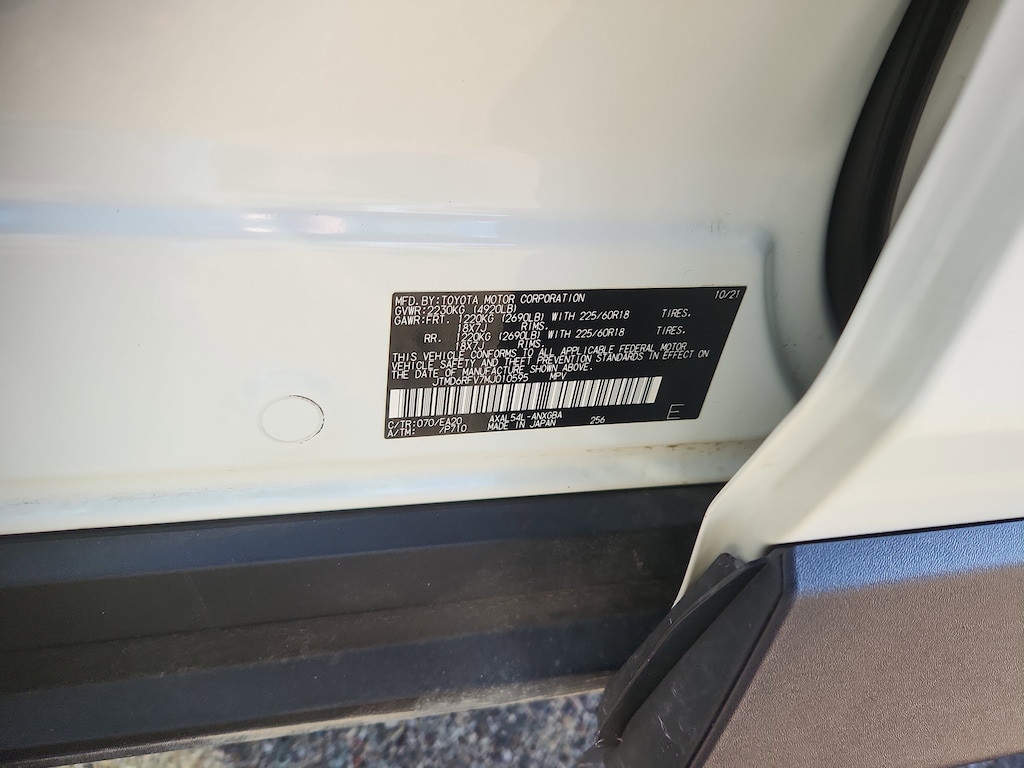 MFD. BY: TOYOTA MOTOR CORPORATION 10/21
GVWR: 2230KG (4920LB)
GAWR: FRT. 1220KG (2690LB) WITH 225/60R18 TIRES.
18X7J RIMS.
RR. 1220KG (2690LB) WITH 225/60R18 TIRES.
18X7J RIMS.
THIS VEHICLE CONFORMS TO ALL APPLICABLE FEDERAL MOTOR
VEHICLE SAFETY AND THEFT PREVENTION STANDARDS IN EFFECT ON
THE DATE OF MANUFACTURE SHOWN ABOVE.
JTMD6RFV7MJ010595 MPV
C/TR: 070/EA20 AXAL54L-ANXGBA 256 E
A/TM: /P710 MADE IN JAPAN